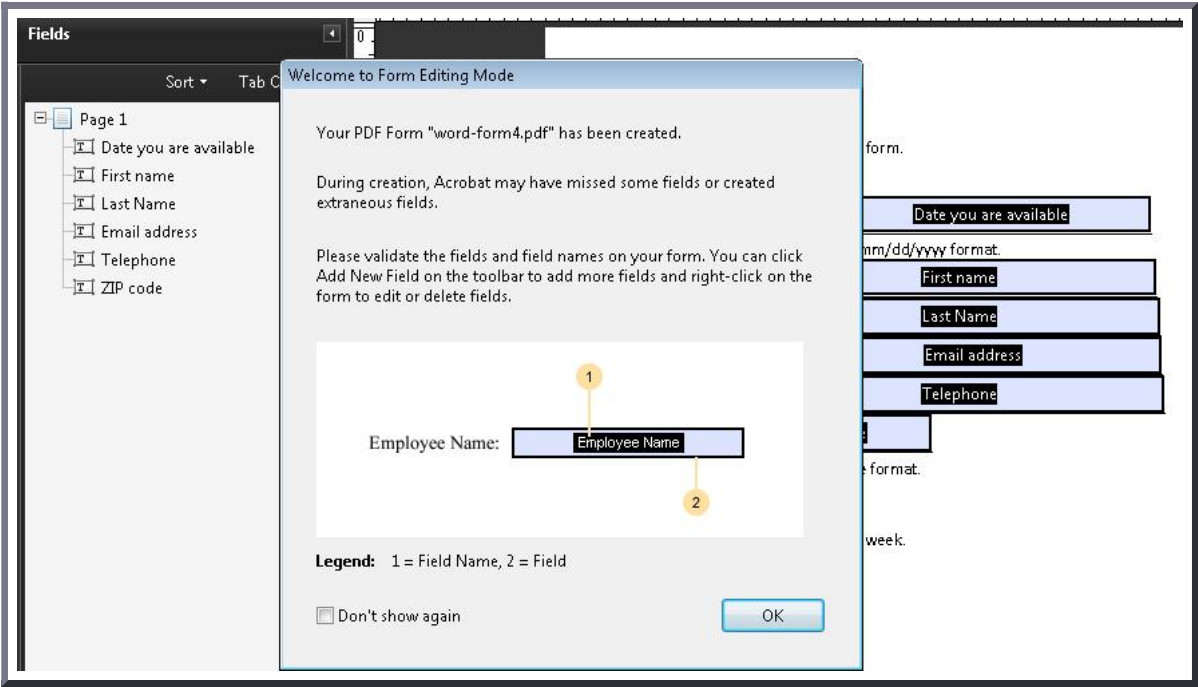 Fields
0
Sort Tab
Page 1
Date you are available
First name
Last Name
Email address
Telephone
ZIP code
Welcome to Form Editing Mode
Your PDF Form "word-form4.pdf" has been created.
During creation, Acrobat may have missed some fields or created
extraneous fields.
Please validate the fields and field names on your form. You can click
Add New Field on the toolbar to add more fields and right-click on the
form to edit or delete fields.
1
Employee Name: Employee Name
2
Legend: 1 = Field Name, 2 = Field
Don't show again
OK
form.
Date you are available
mm/dd/yyyy format.
First name
Last Name
Email address
Telephone
format.
week.